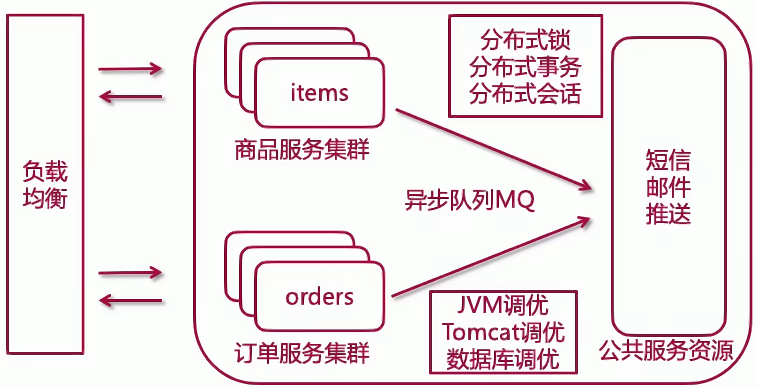 负载
均衡
items
商品服务集群
分布式锁
分布式事务
分布式会话
异步队列MQ
短信
邮件
推送
orders
订单服务集群
JVM调优
Tomcat调优
数据库调优
公共服务资源